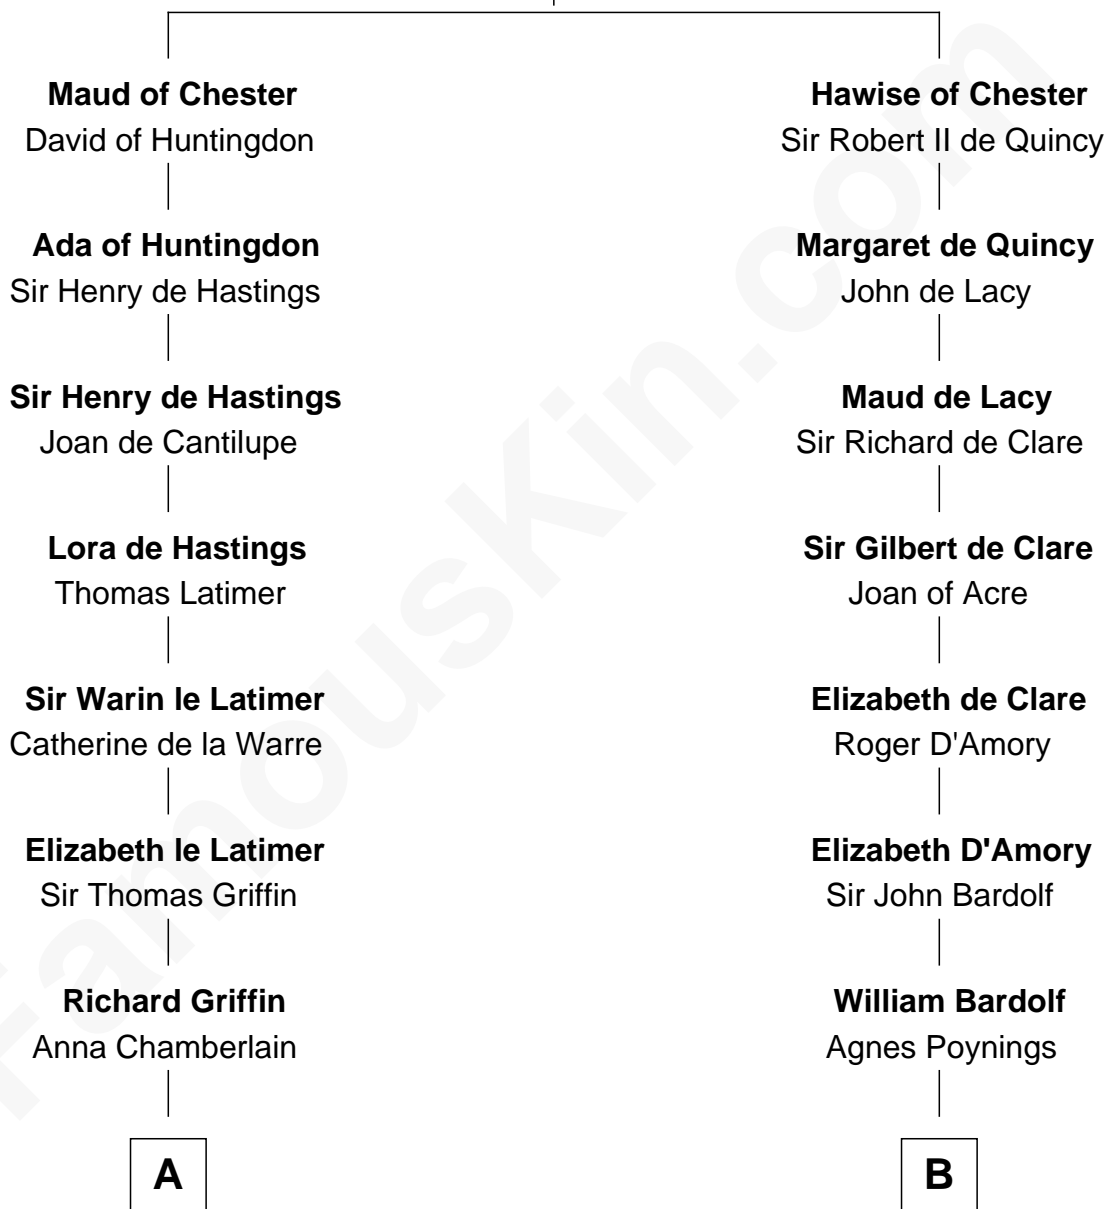 Maud of Chester
David of Huntingdon
Ada of Huntingdon
Sir Henry de Hastings
Sir Henry de Hastings
Joan de Cantilupe
Lora de Hastings
Thomas Latimer
Sir Warin le Latimer
Catherine de la Warre
Elizabeth le Latimer
Sir Thomas Griffin
Richard Griffin
Anna Chamberlain
A
Hawise of Chester
Sir Robert II de Quincy
Margaret de Quincy
John de Lacy
Maud de Lacy
Sir Richard de Clare
Sir Gilbert de Clare
Joan of Acre
Elizabeth de Clare
Roger D'Amory
Elizabeth D'Amory
Sir John Bardolf
William Bardolf
Agnes Poynings
B
FamousKin.com